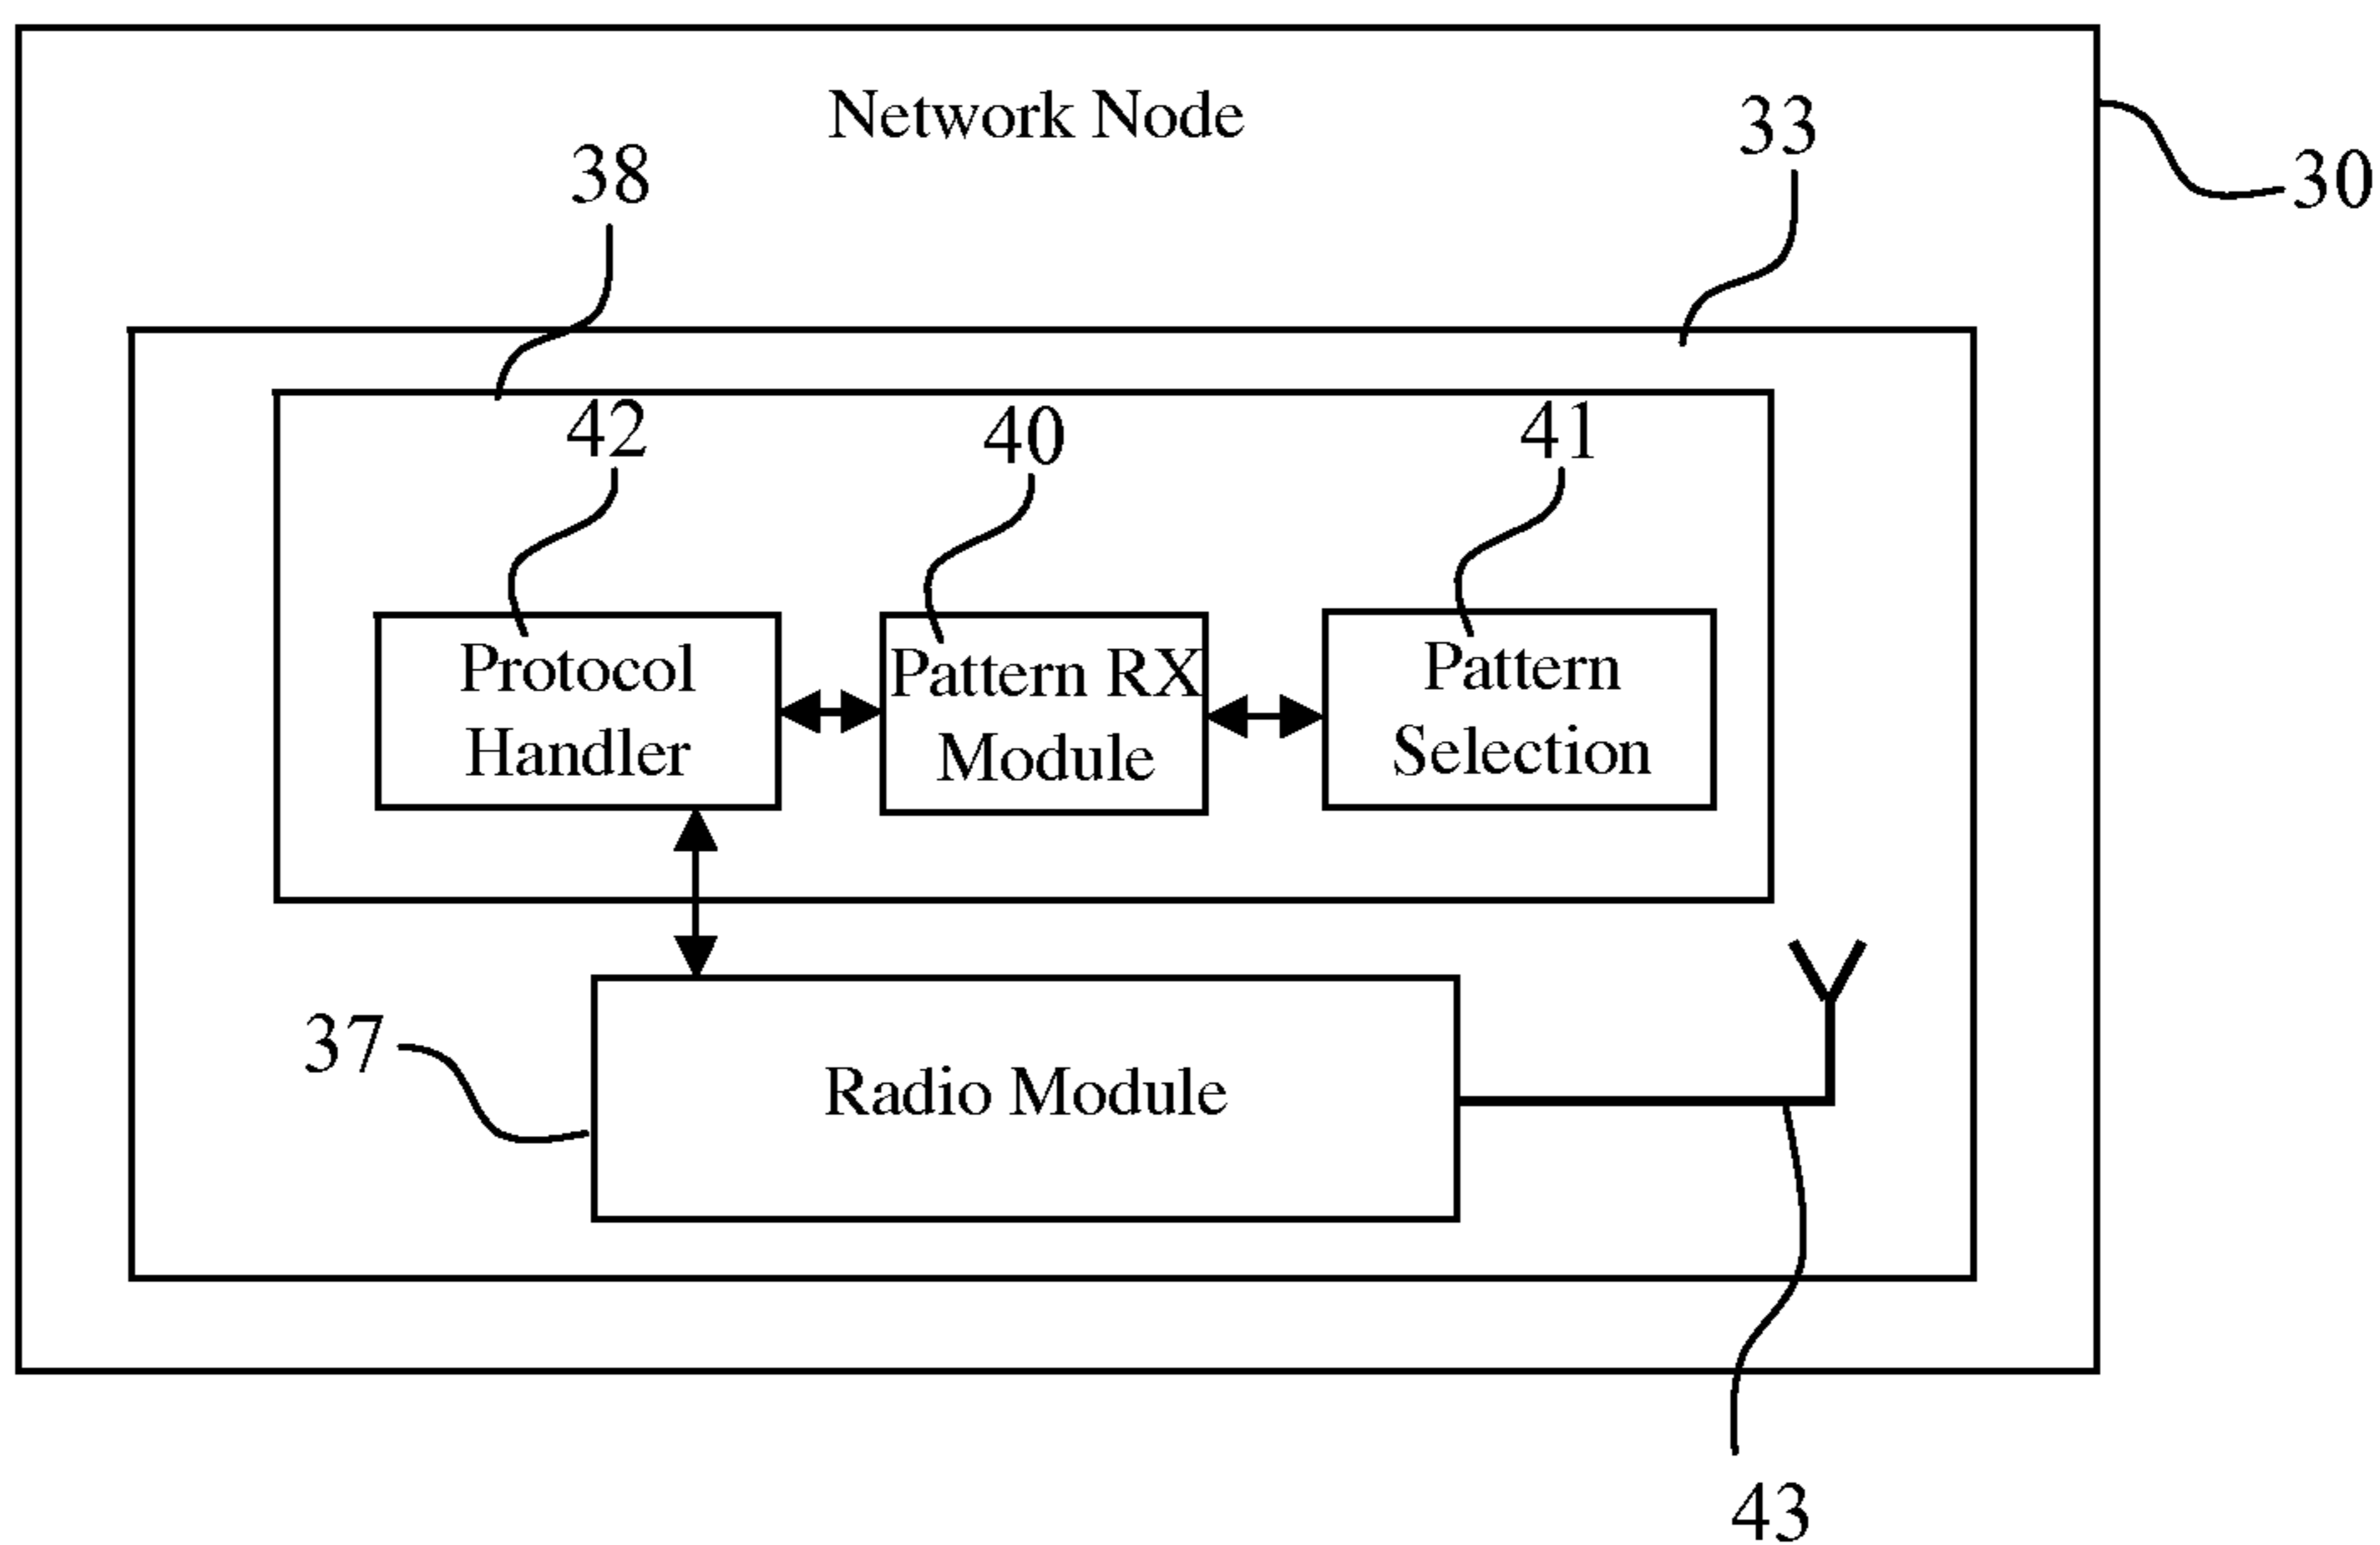 Network Node
33
38
30
42
40
41
Protocol
Handler
Pattern RX
Module
Pattern
Selection
37
Radio Module
43